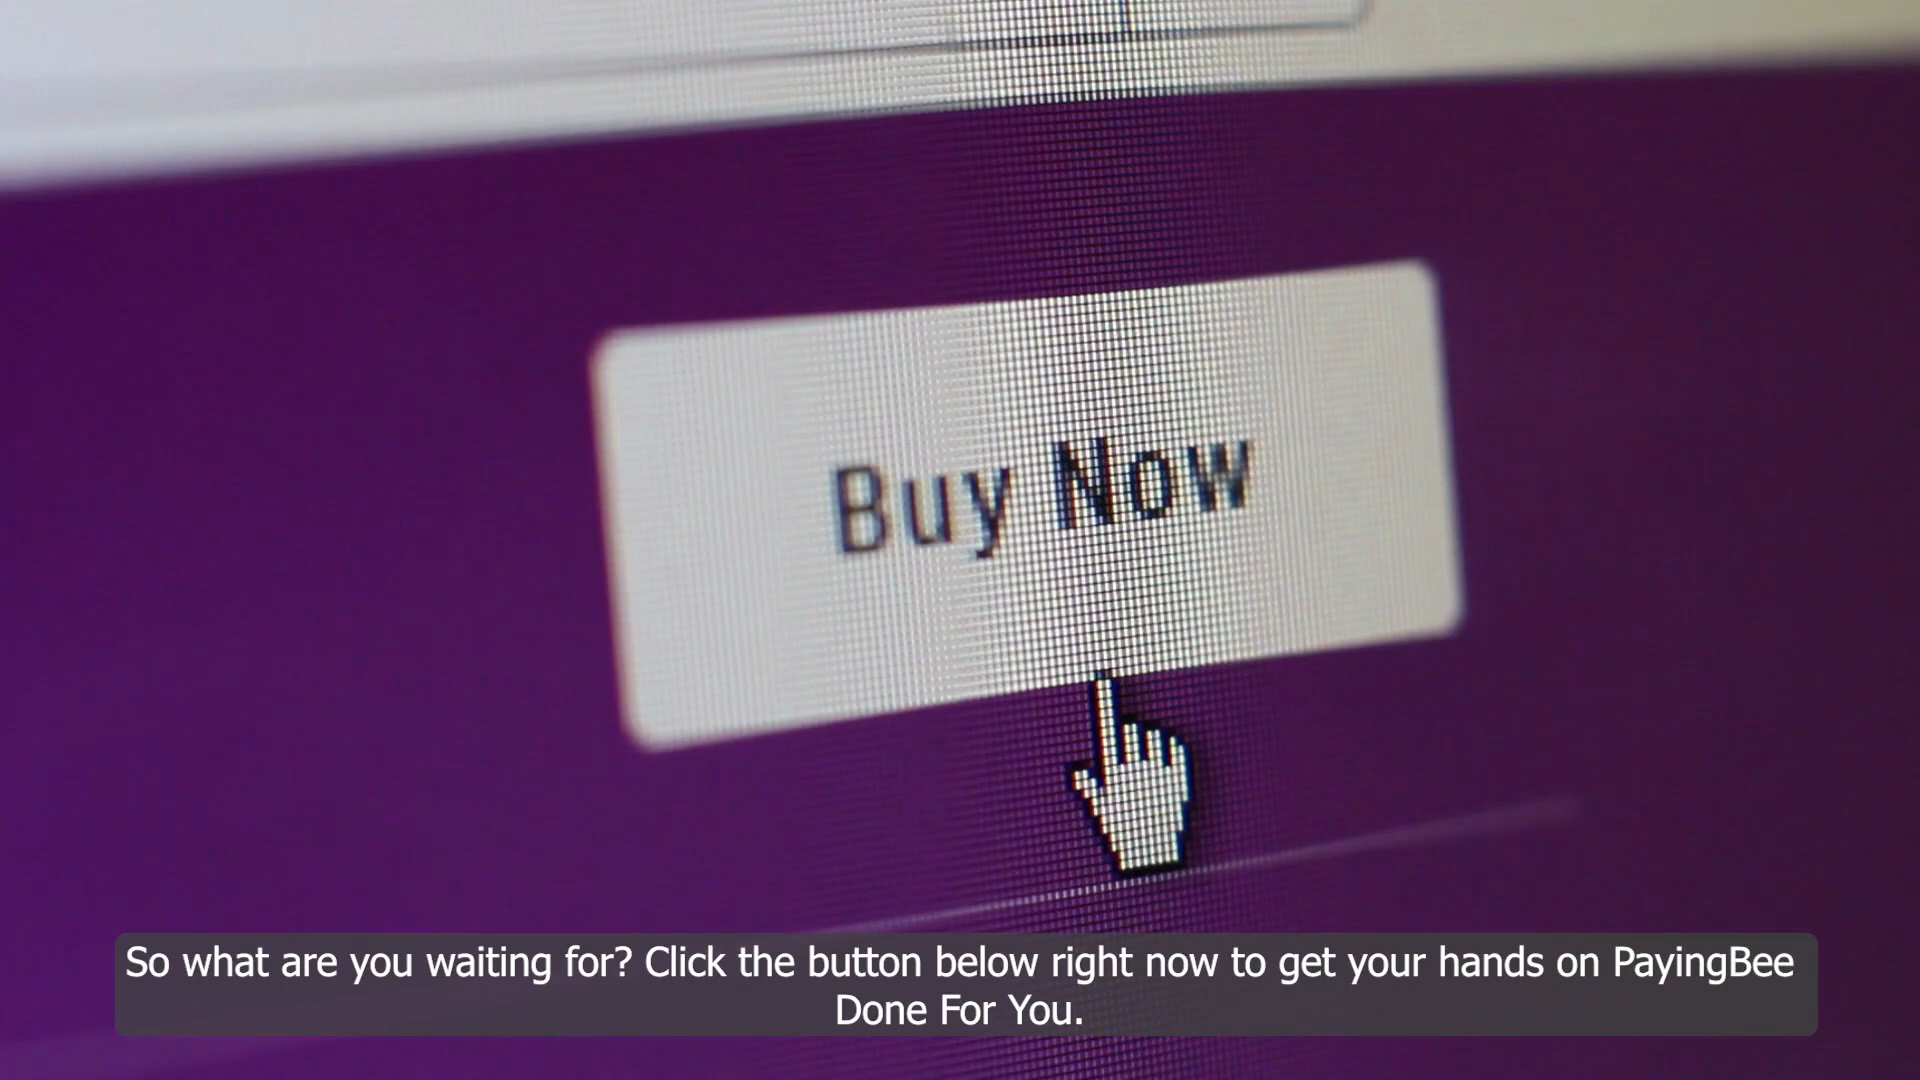 Buy Now
So what are you waiting for? Click the button below right now to get your hands on PayingBee
Done For You.